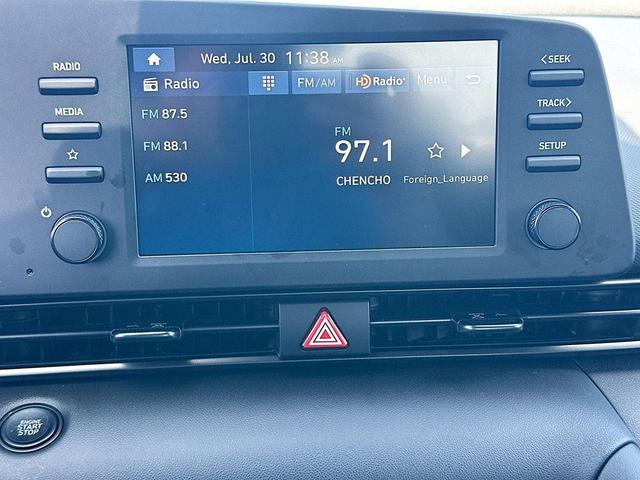 RADIO
MEDIA
Wed, Jul. 30 11:38 AM
Radio
FM/AM
HD Radio
Menu
FM 87.5
FM 88.1
AM 530
FM
97.1
CHENCHO
Foreign_Language
<SEEK
TRACK>
SETUP
ENGINE
START
STOP